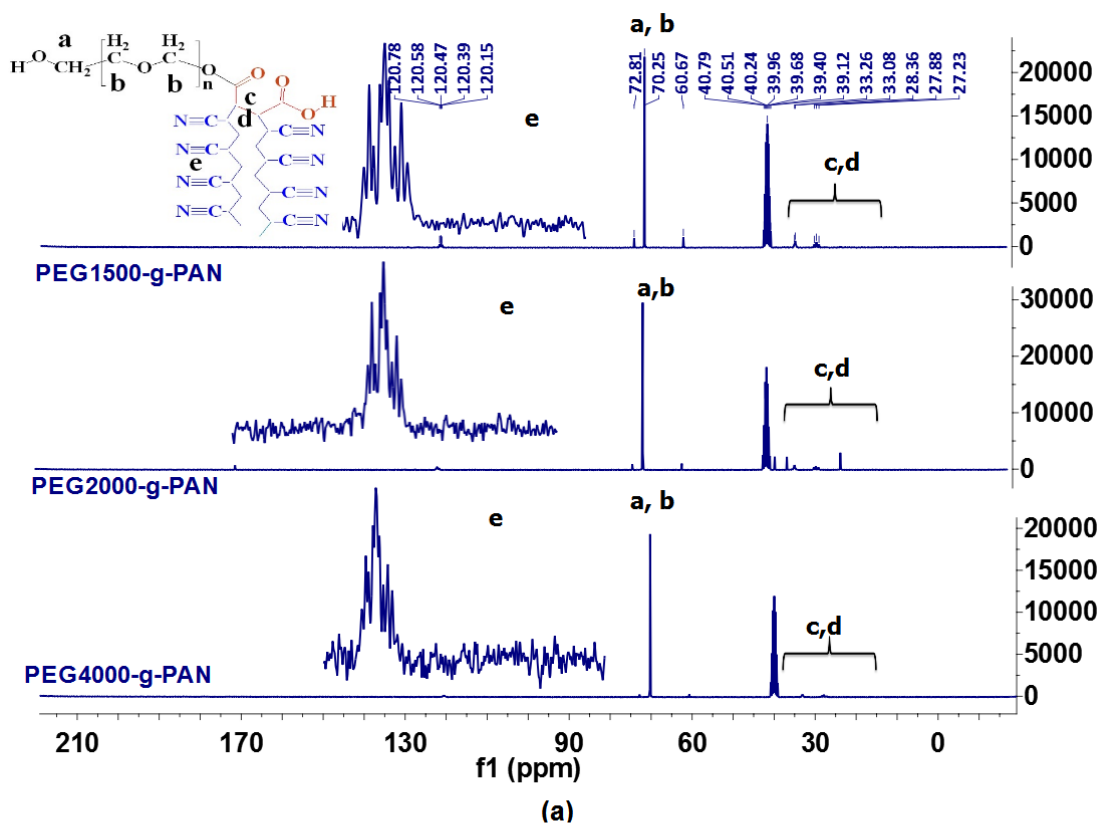 a, b
a
H O CH₂ H₂ C C H₂ O O n O
b b
c O O H
d
N≡C C≡N
N≡C C≡N
e
N≡C C≡N
N≡C C≡N
120.78
120.58
120.47
120.39
120.15
72.81
70.25
60.67
40.79
40.51
40.24
39.96
39.68
39.40
39.12
33.26
33.08
28.36
27.88
27.23
e
c,d
20000
15000
10000
5000
0
PEG1500-g-PAN
e
a,b
c,d
30000
20000
10000
0
PEG2000-g-PAN
e
a, b
c,d
20000
15000
10000
5000
0
PEG4000-g-PAN
210 170 130 90 60 30 0
f1 (ppm)
(a)